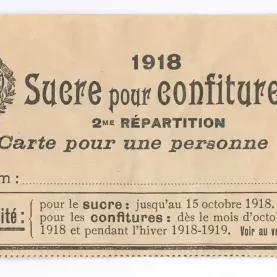 1918
Sucre pour confiture
2ME RÉPARTITION
Carte pour une personne
m :
ité : pour le sucre : jusqu'au 15 octobre 1918.
pour les confitures : dès le mois d'octo
1918 et pendant l'hiver 1918-1919. Voir au ve